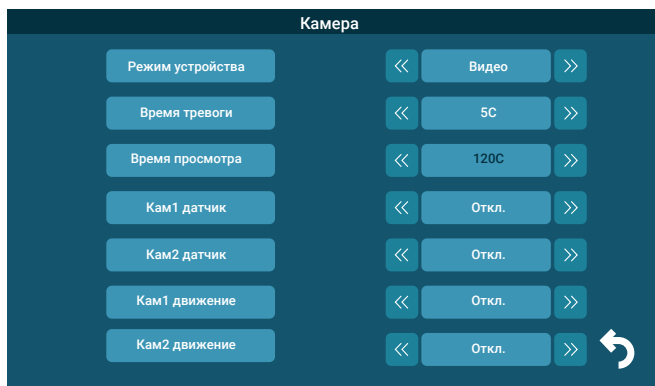 Камера
Режим устройства « Видео »
Время тревоги « 5С »
Время просмотра « 120С »
Кам1 датчик « Откл. »
Кам2 датчик « Откл. »
Кам1 движение « Откл. »
Кам2 движение « Откл. »